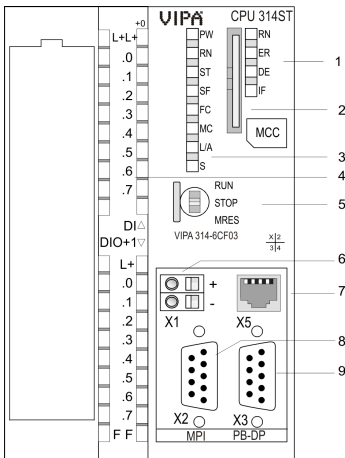 VIPA CPU 314ST
+0
L+L+
.0
.1
.2
.3
.4
.5
.6
.7
DI△
DIO+1▽
L+
.0
.1
.2
.3
.4
.5
.6
.7
F F
PW
RN
ST
SF
FC
MC
L/A
S
RN
ER
DE
IF
MCC
RUN
STOP
MRES
VIPA 314-6CF03
X 2
3 4
+
-
X1
X5
X2
X3
MPI
PB-DP
1
2
3
4
5
6
7
8
9